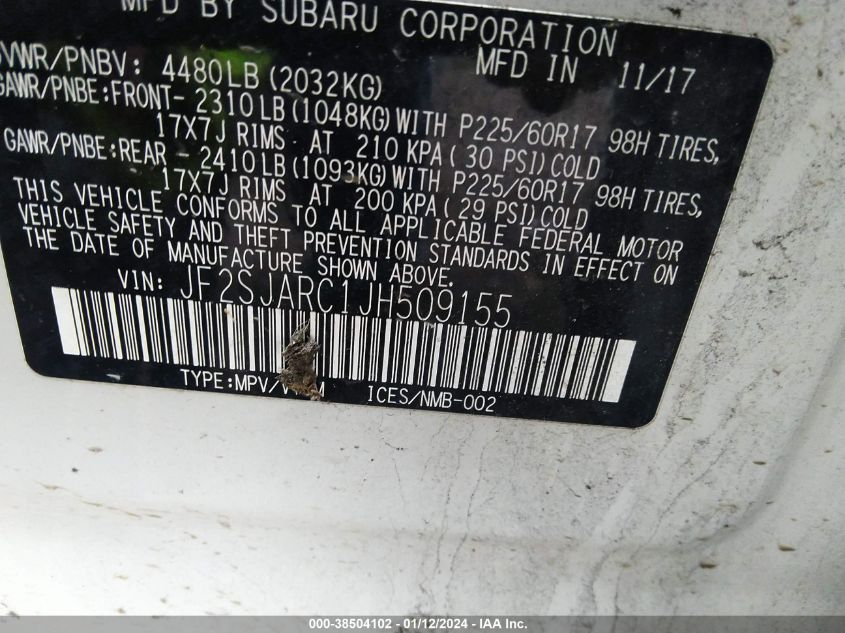 MFD BY SUBARU CORPORATION
GVWR/PNBV: 4480LB(2032KG) MFD IN 11/17
GAWR/PNBE:FRONT- 2310LB(1048KG)WITH P225/60R17 98H TIRES,
17X7J RIMS AT 210 KPA(30 PSI)COLD
GAWR/PNBE:REAR - 2410LB(1093KG)WITH P225/60R17 98H TIRES,
17X7J RIMS AT 200 KPA(29 PSI)COLD
THIS VEHICLE CONFORMS TO ALL APPLICABLE FEDERAL MOTOR
VEHICLE SAFETY AND THEFT PREVENTION STANDARDS IN EFFECT ON
THE DATE OF MANUFACTURE SHOWN ABOVE.
VIN: JF2SJARC1JH509155
TYPE:MPV/ ICES/NMB-002
000-38504102 - 01/12/2024 - IAA Inc.